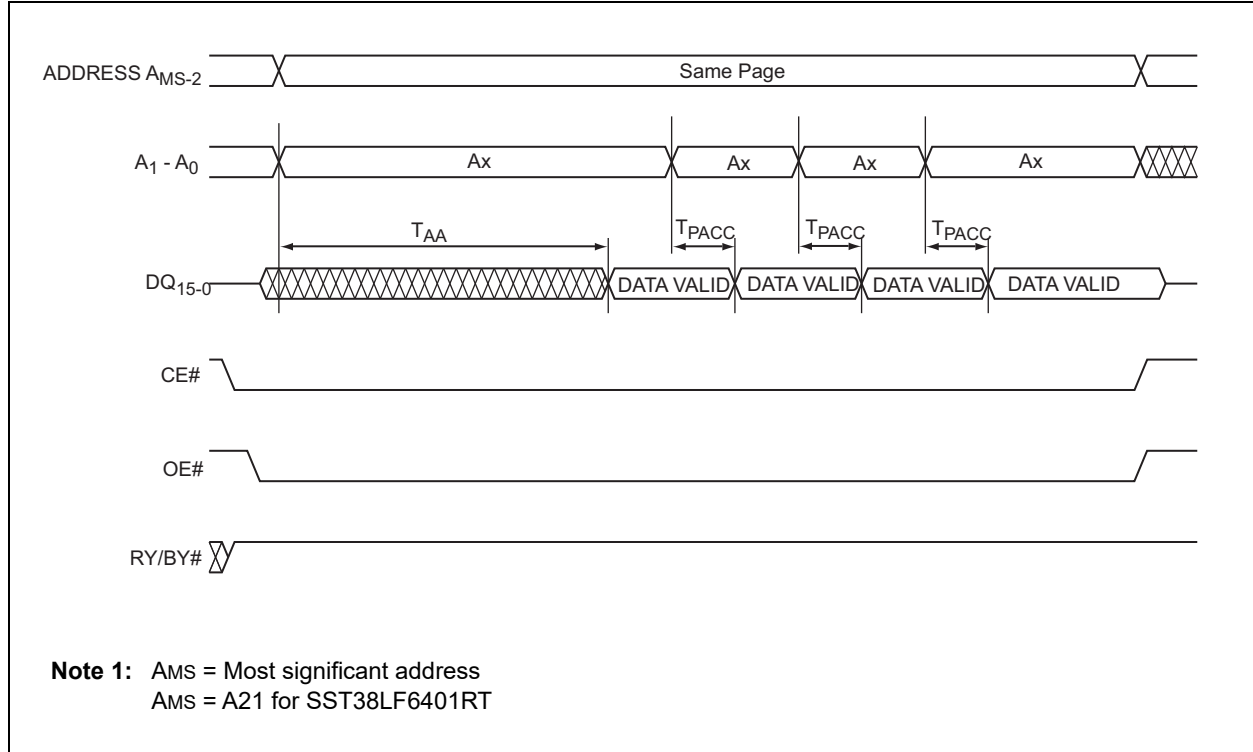 ADDRESS AMS-2
Same Page
A1 - A0
Ax
Ax
Ax
Ax
TAA
TPACC
TPACC
TPACC
DQ15-0
DATA VALID
DATA VALID
DATA VALID
DATA VALID
CE#
OE#
RY/BY#
Note 1: AMS = Most significant address
AMS = A21 for SST38LF6401RT